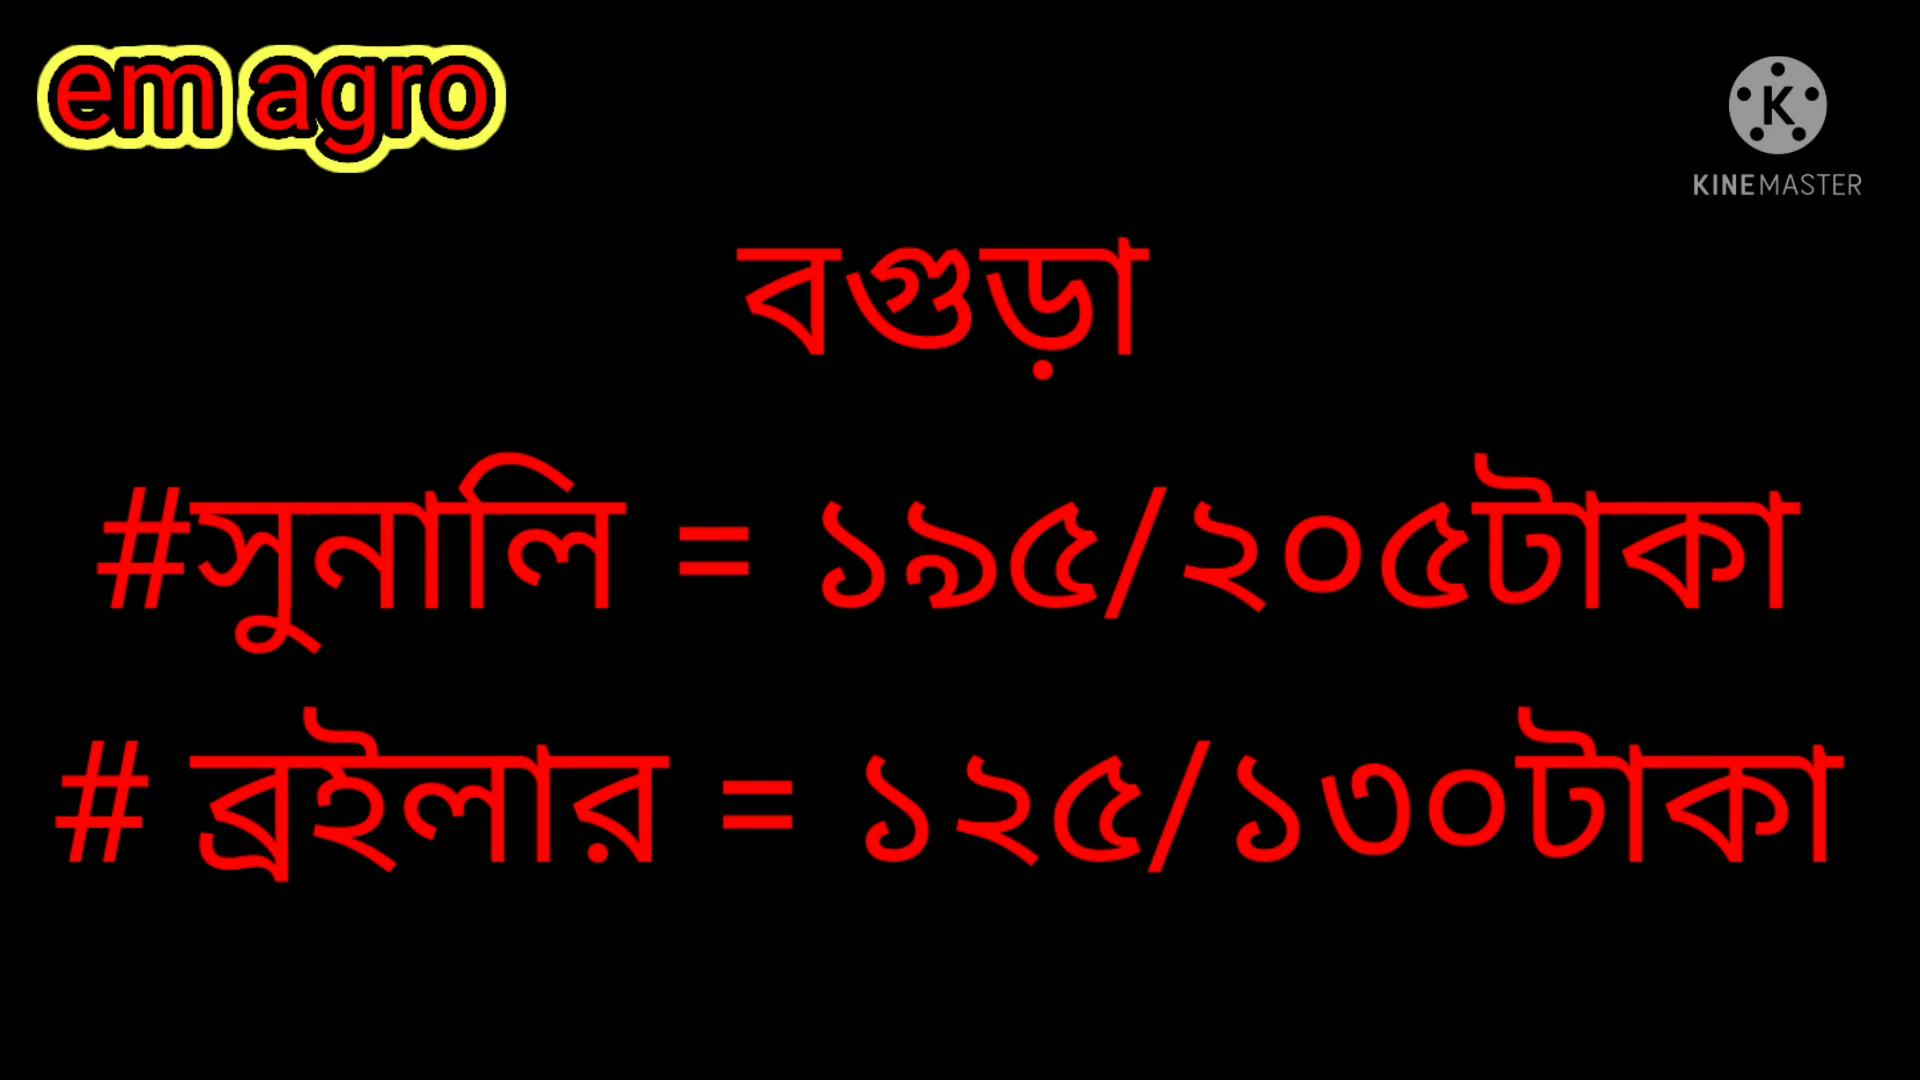 em agro
KINEMASTER
বগুড়া
#সুনালি = ১৯৫/২০৫টাকা
# ব্রইলার = ১২৫/১৩০টাকা